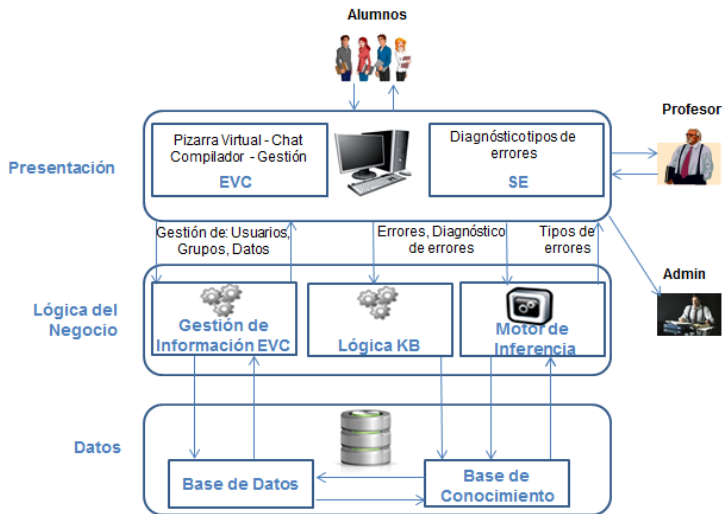 Alumnos
Pizarra Virtual - Chat
Compilador - Gestión
EVC
Diagnóstico tipos de
errores
SE
Profesor
Presentación
Gestión de: Usuarios,
Grupos, Datos
Errores, Diagnóstico
de errores
Tipos de
errores
Admin
Lógica del
Negocio
Gestión de
Información EVC
Lógica KB
Motor de
Inferencia
Datos
Base de Datos
Base de
Conocimiento